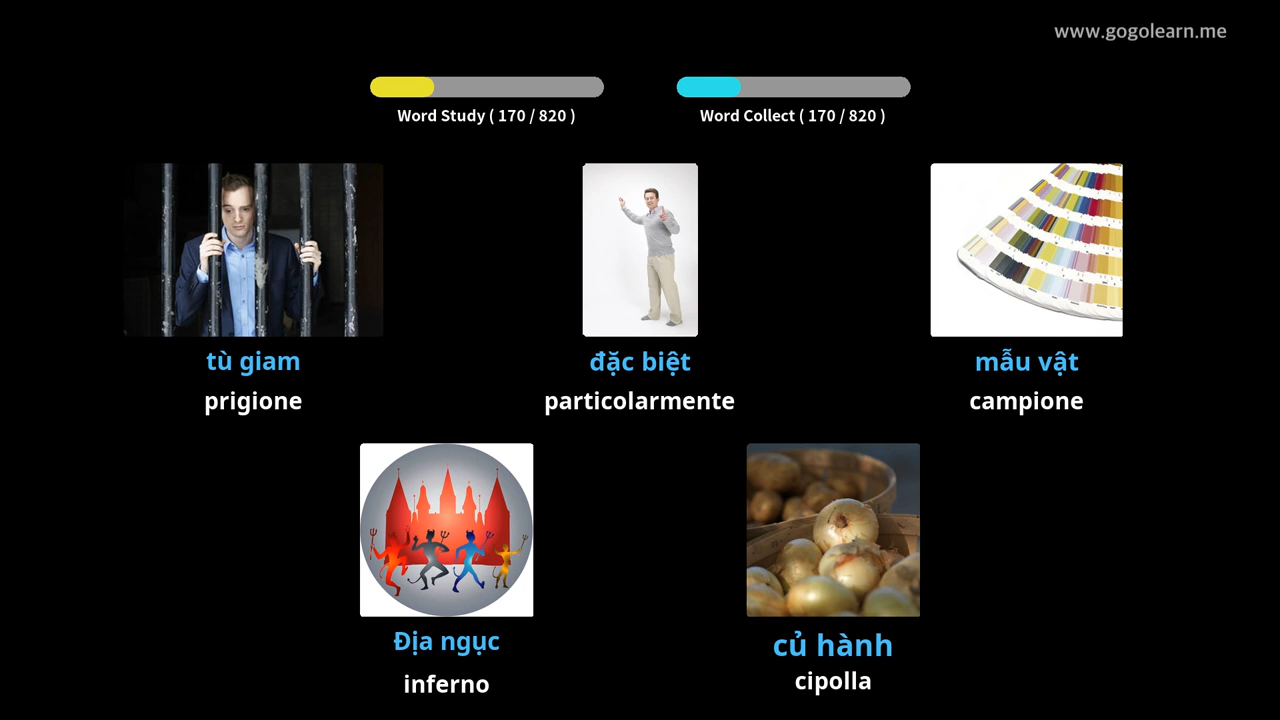 www.gogolearn.me
Word Study ( 170 / 820 )
Word Collect ( 170 / 820 )
tù giam
đặc biệt
mẫu vật
prigione
particolarmente
campione
Địa ngục
củ hành
inferno
cipolla